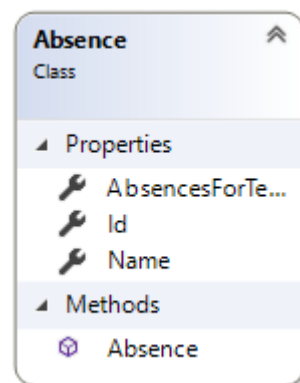 Absence
Class
Properties
AbsencesForTe...
Id
Name
Methods
Absence